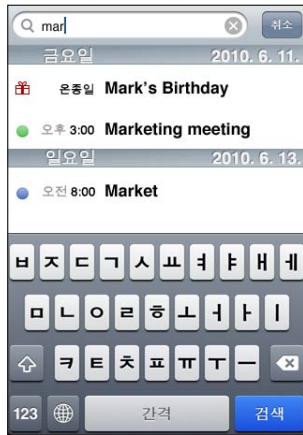 mar 취소
금요일 2010. 6. 11.
온종일 Mark's Birthday
오후 3:00 Marketing meeting
일요일 2010. 6. 13.
오전 8:00 Market
ㅂ ㅈ ㄷ ㄱ ㅅ ㅛ ㅕ ㅑ ㅐ ㅔ
ㅁ ㄴ ㅇ ㄹ ㅎ ㅗ ㅓ ㅏ ㅣ
ㅋ ㅌ ㅊ ㅍ ㅠ ㅜ ㅡ
123 간격 검색